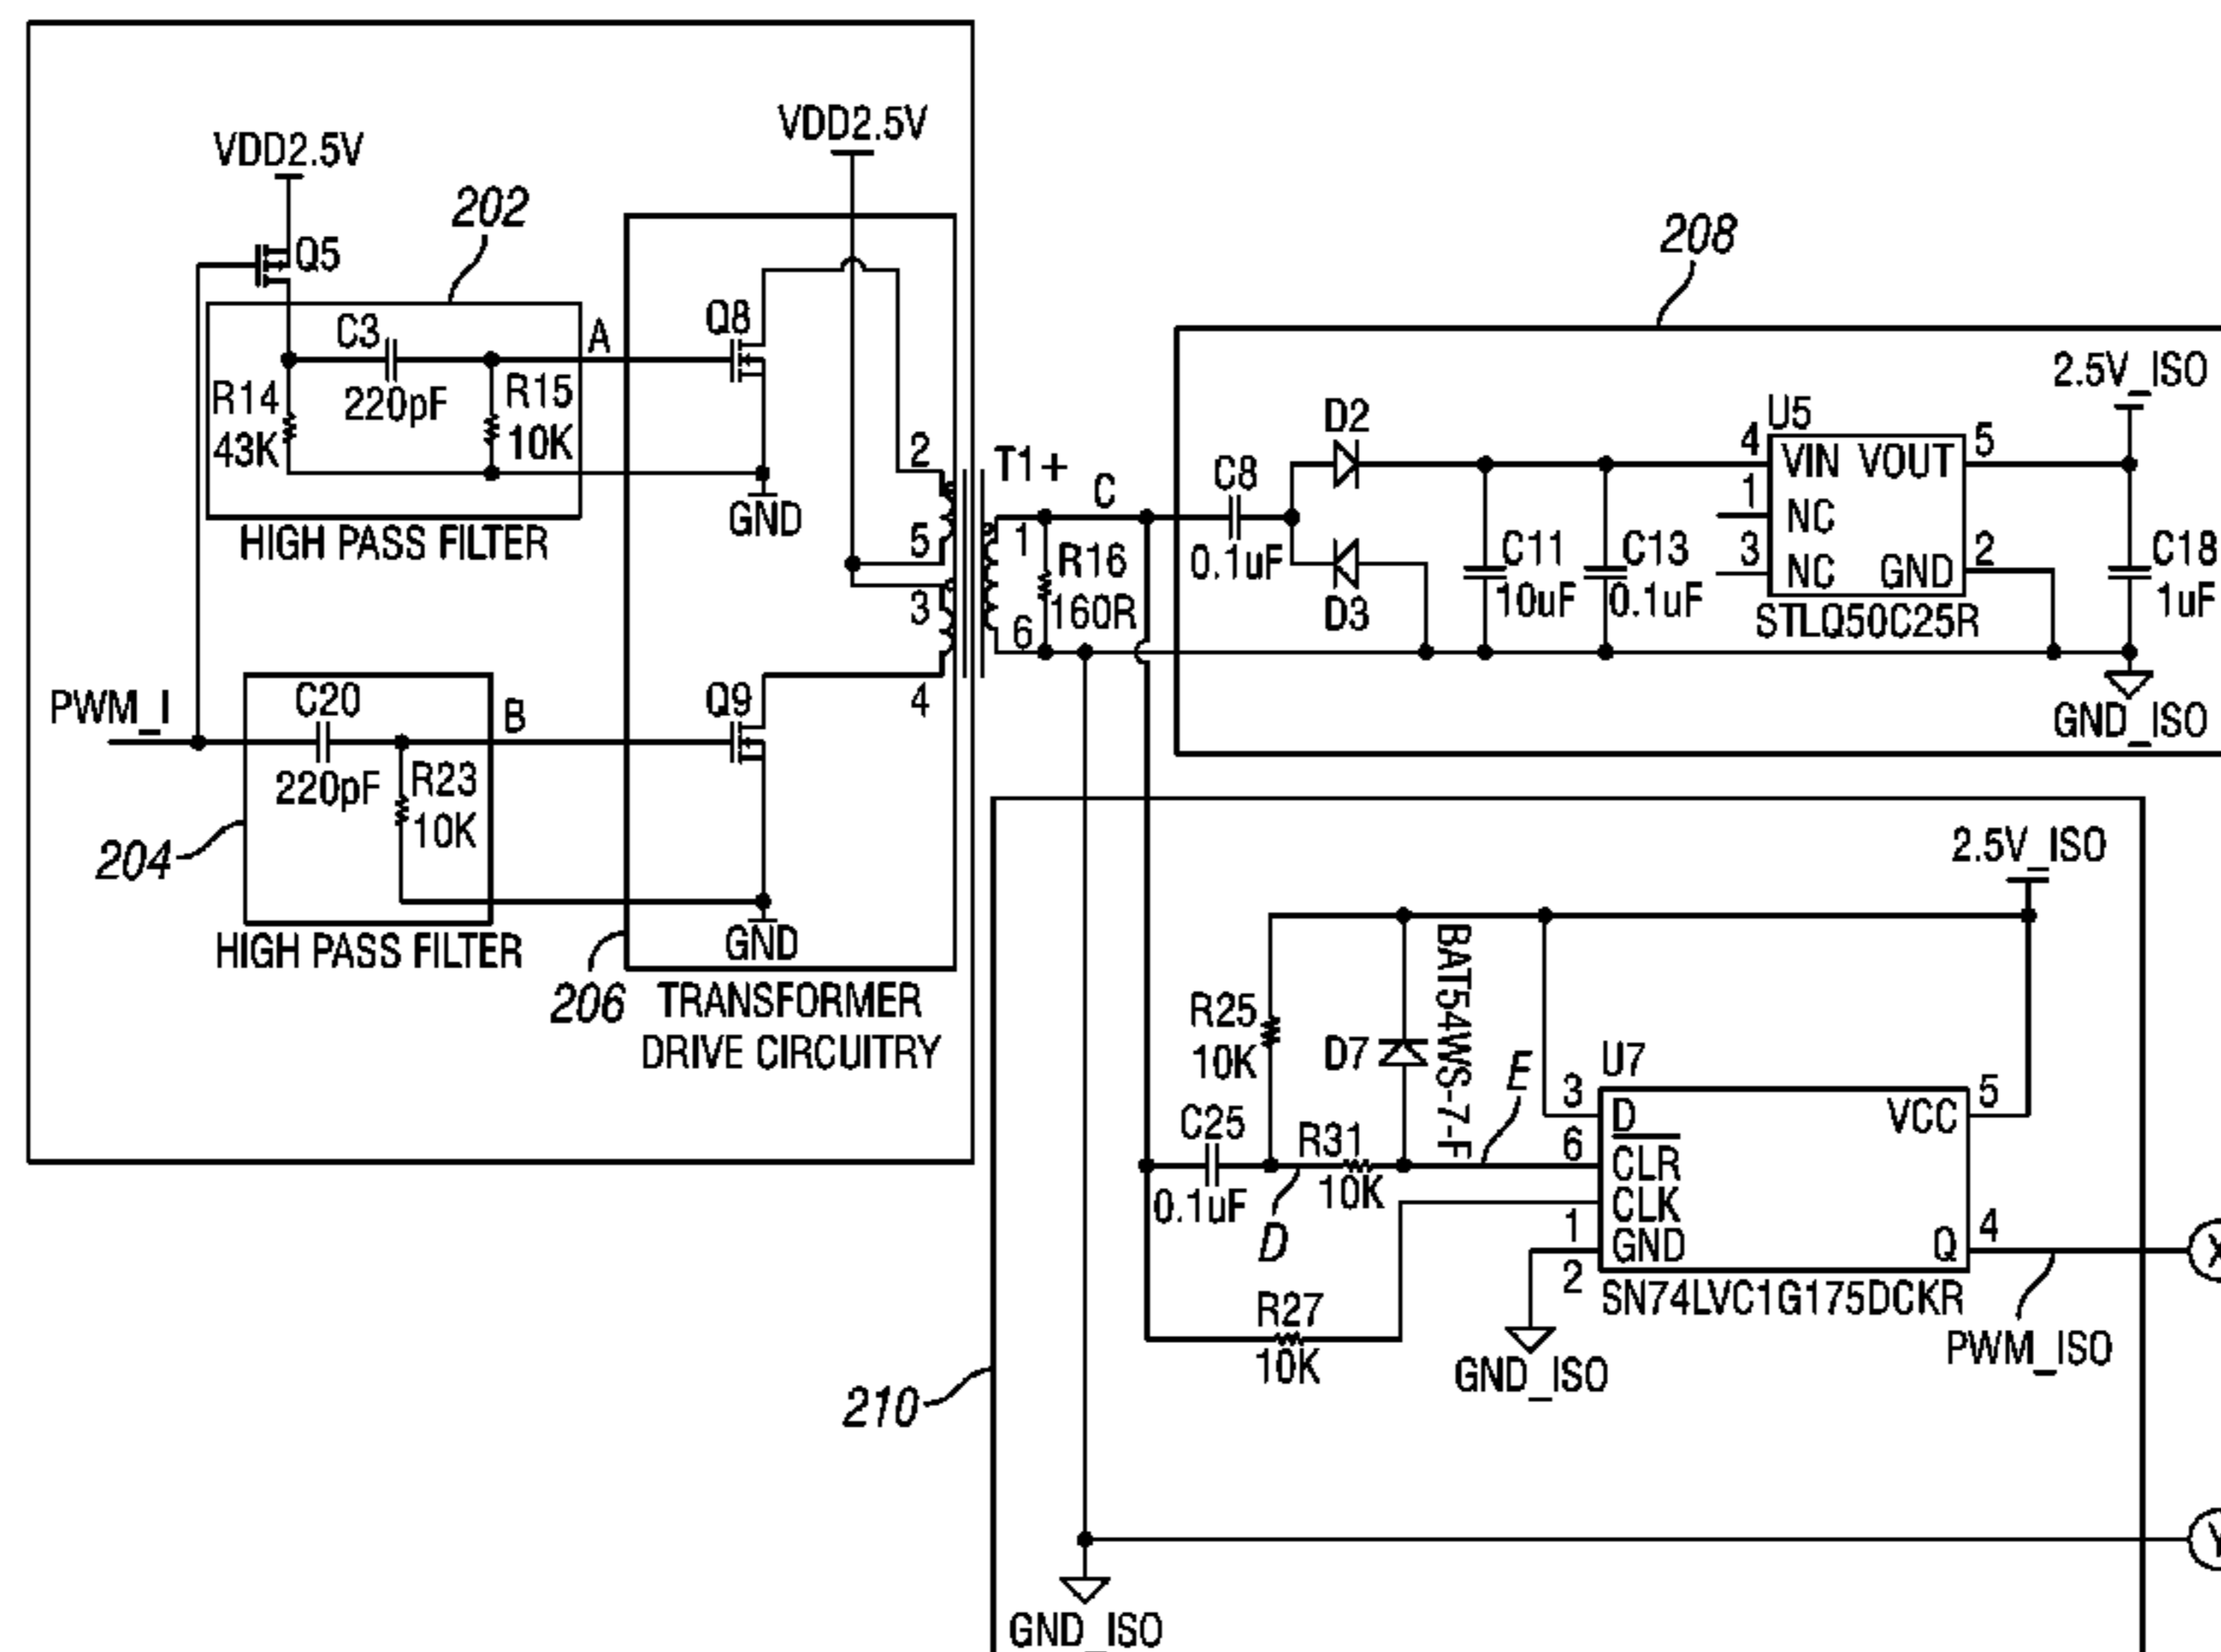 VDD2.5V
VDD2.5V
202
Q5
208
C3
A
Q8
R14
43K
220pF
R15
10K
2.5V_ISO
U5
D2
4
VIN
VOUT
5
1
NC
3
NC
GND
2
STLQ50C25R
2
T1+
C
C8
GND
HIGH PASS FILTER
5
1
R16
160R
0.1uF
C11
10uF
C13
0.1uF
C18
1uF
3
D3
6
4
PWM_I
C20
B
Q9
GND_ISO
220pF
R23
10K
204
2.5V_ISO
HIGH PASS FILTER
GND
206
TRANSFORMER
DRIVE CIRCUITRY
R25
10K
D7
BAT54WS-7-F
E
U7
3
D
VCC
5
C25
R31
6
CLR
0.1uF
10K
CLK
1
D
GND
Q
4
X
2
SN74LVC1G175DCKR
R27
10K
GND_ISO
PWM_ISO
210
Y
GND_ISO